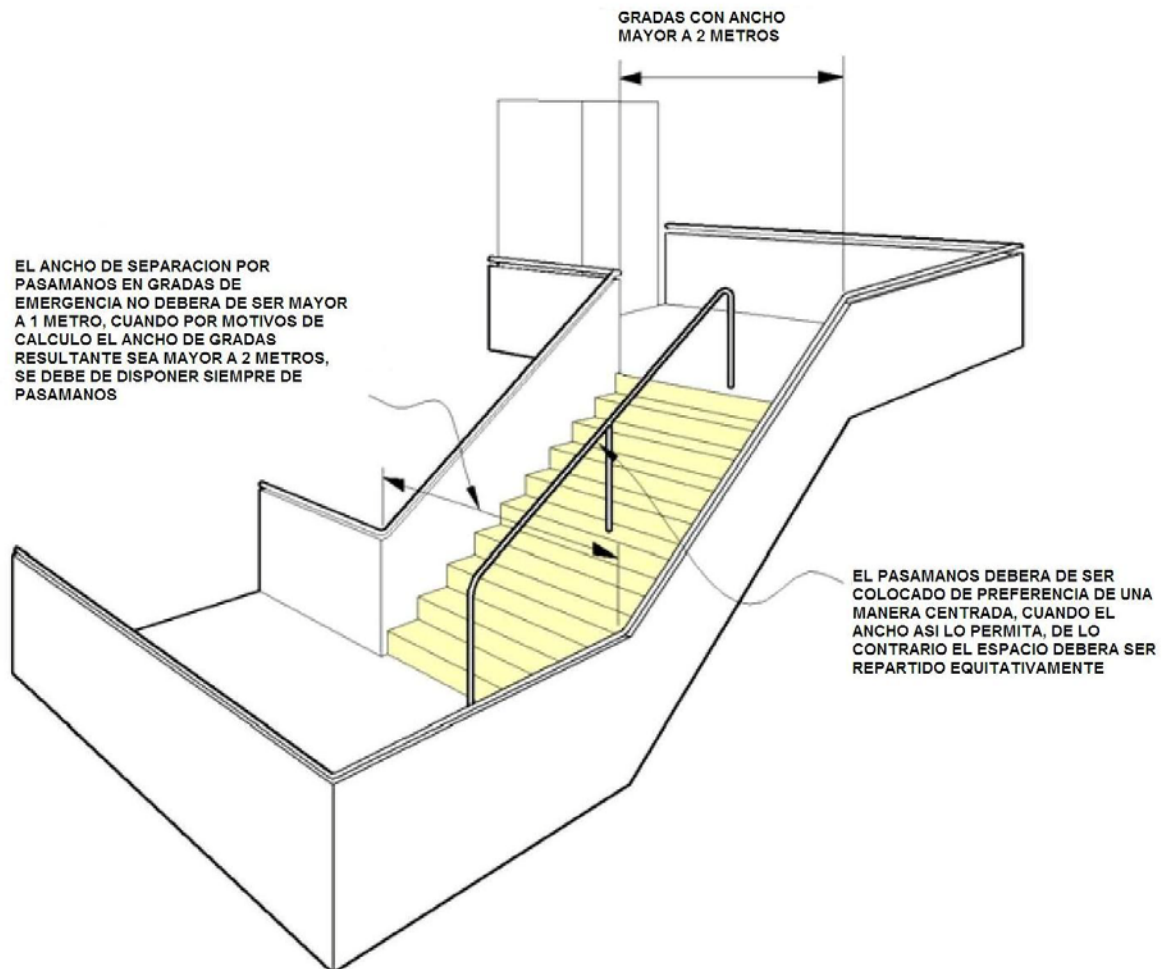 GRADAS CON ANCHO
MAYOR A 2 METROS
EL ANCHO DE SEPARACION POR
PASAMANOS EN GRADAS DE
EMERGENCIA NO DEBERA DE SER MAYOR
A 1 METRO, CUANDO POR MOTIVOS DE
CALCULO EL ANCHO DE GRADAS
RESULTANTE SEA MAYOR A 2 METROS,
SE DEBE DE DISPONER SIEMPRE DE
PASAMANOS
EL PASAMANOS DEBERA DE SER
COLOCADO DE PREFERENCIA DE UNA
MANERA CENTRADA, CUANDO EL
ANCHO ASI LO PERMITA, DE LO
CONTRARIO EL ESPACIO DEBERA SER
REPARTIDO EQUITATIVAMENTE